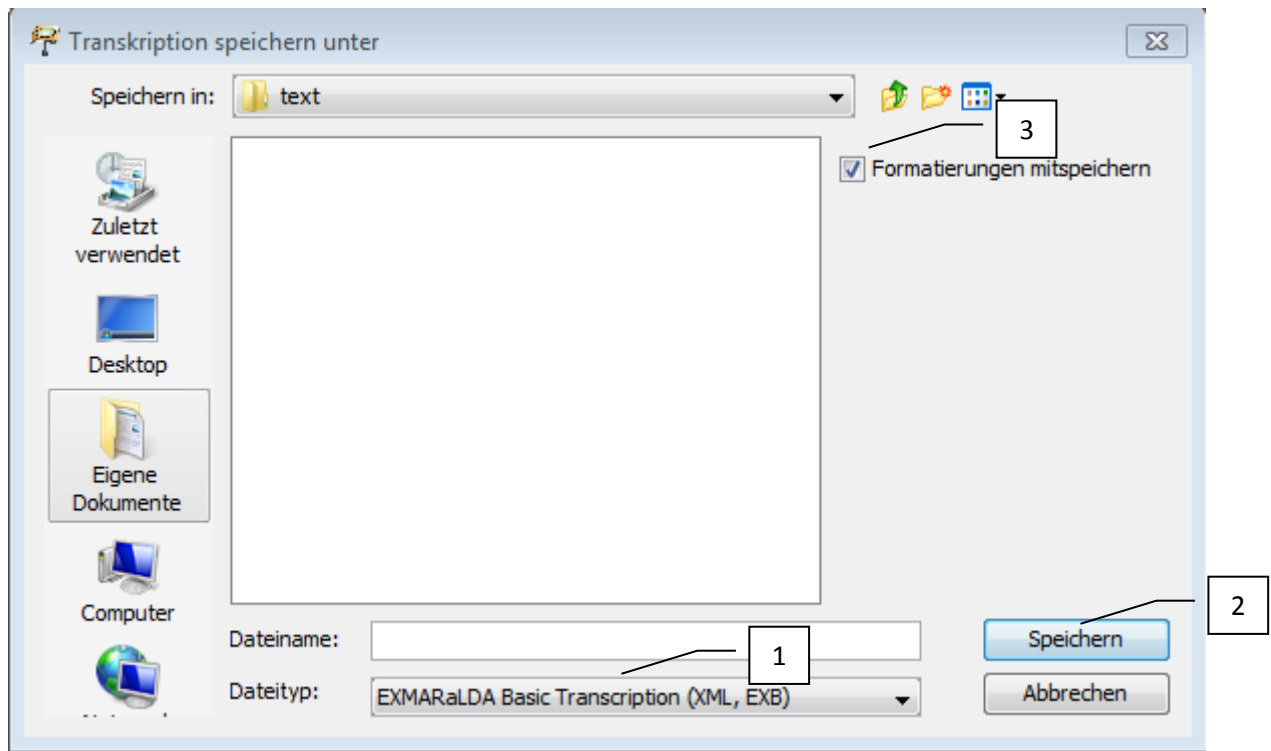 Transkription speichern unter
Speichern in: text
3
Formatierungen mitspeichern
Zuletzt
verwendet
Desktop
Eigene
Dokumente
Computer
2
Dateiname:
Speichern
1
Dateityp: EXMARaLDA Basic Transcription (XML, EXB)
Abbrechen